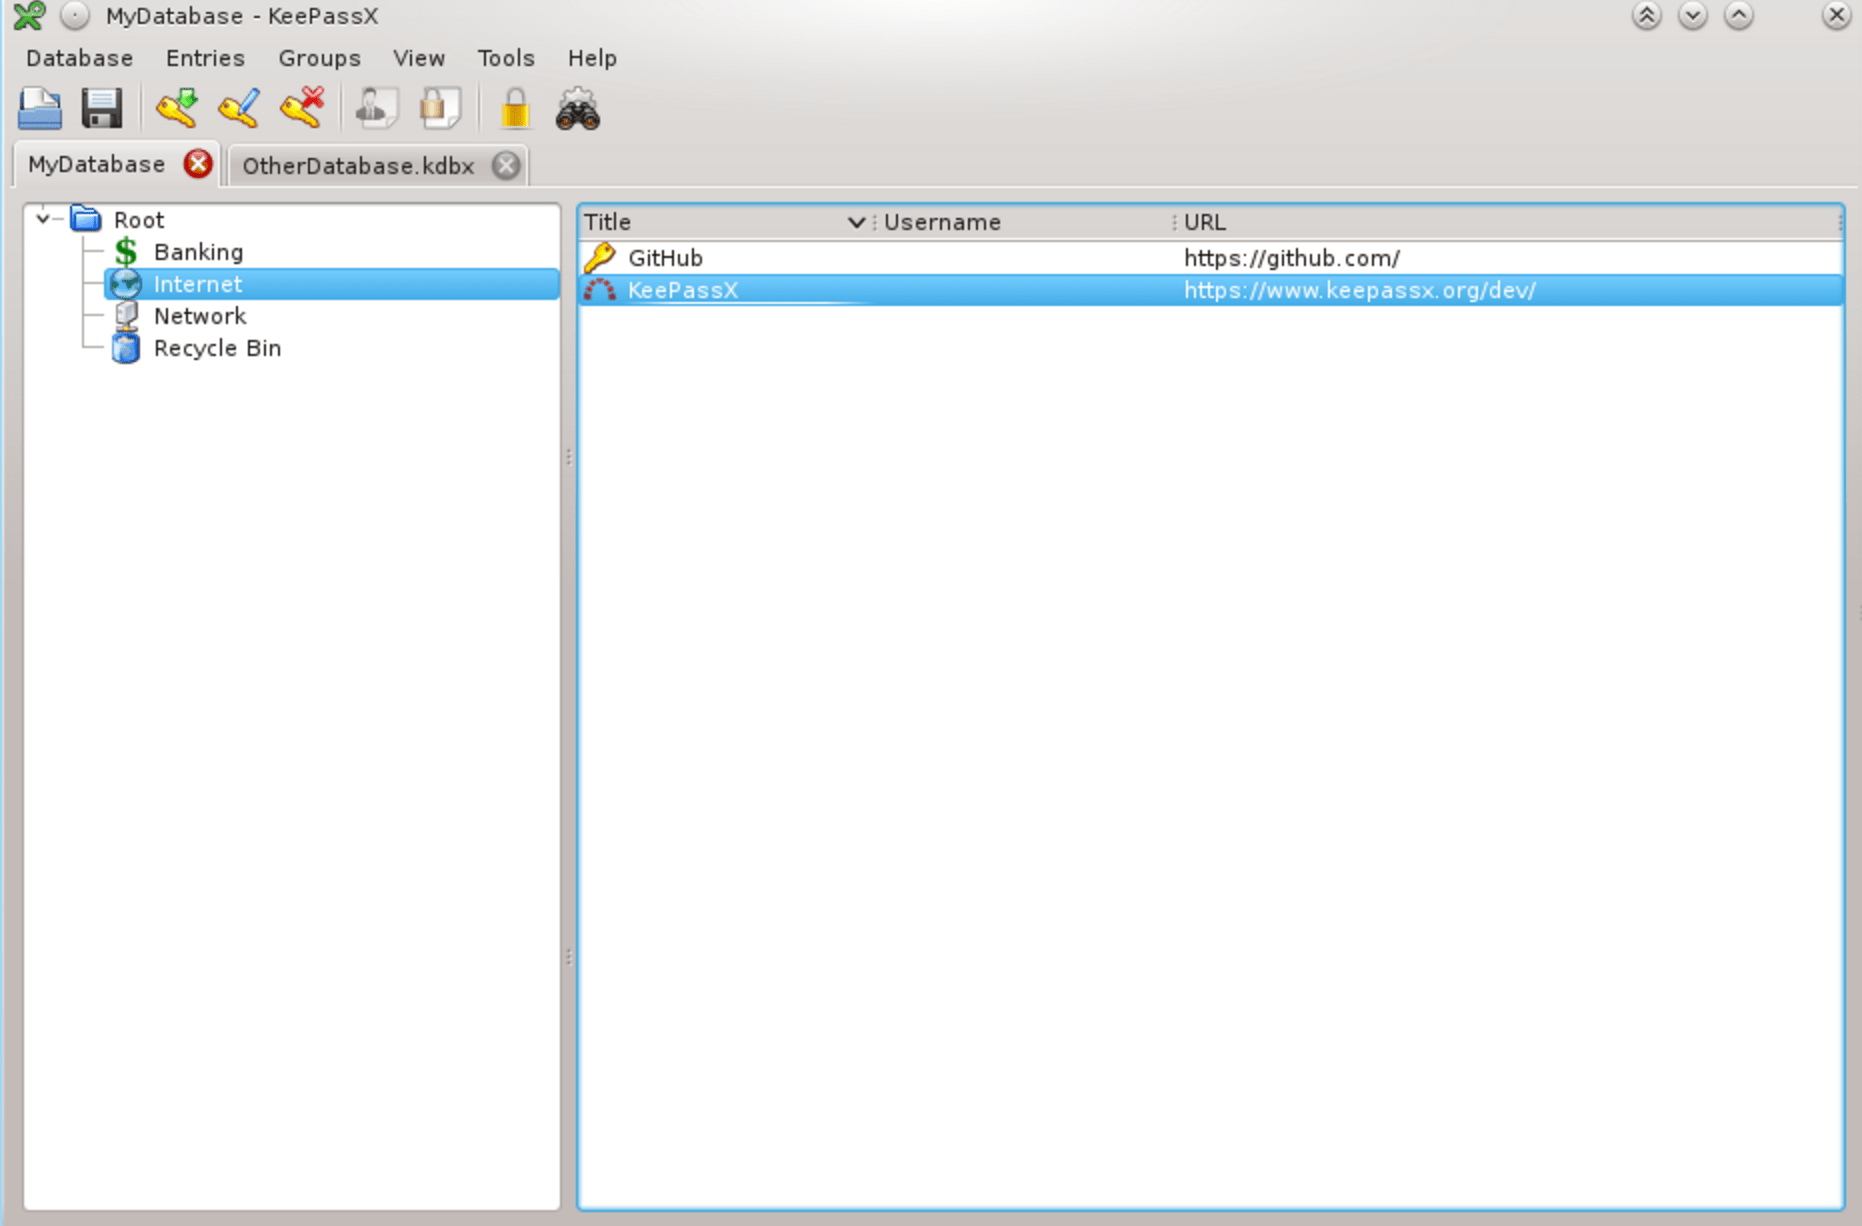 MyDatabase - KeePassX
Database Entries Groups View Tools Help
MyDatabase OtherDatabase.kdbx
Root
Banking
Internet
Network
Recycle Bin
Title Username URL
GitHub https://github.com/
KeePassX https://www.keepassx.org/dev/